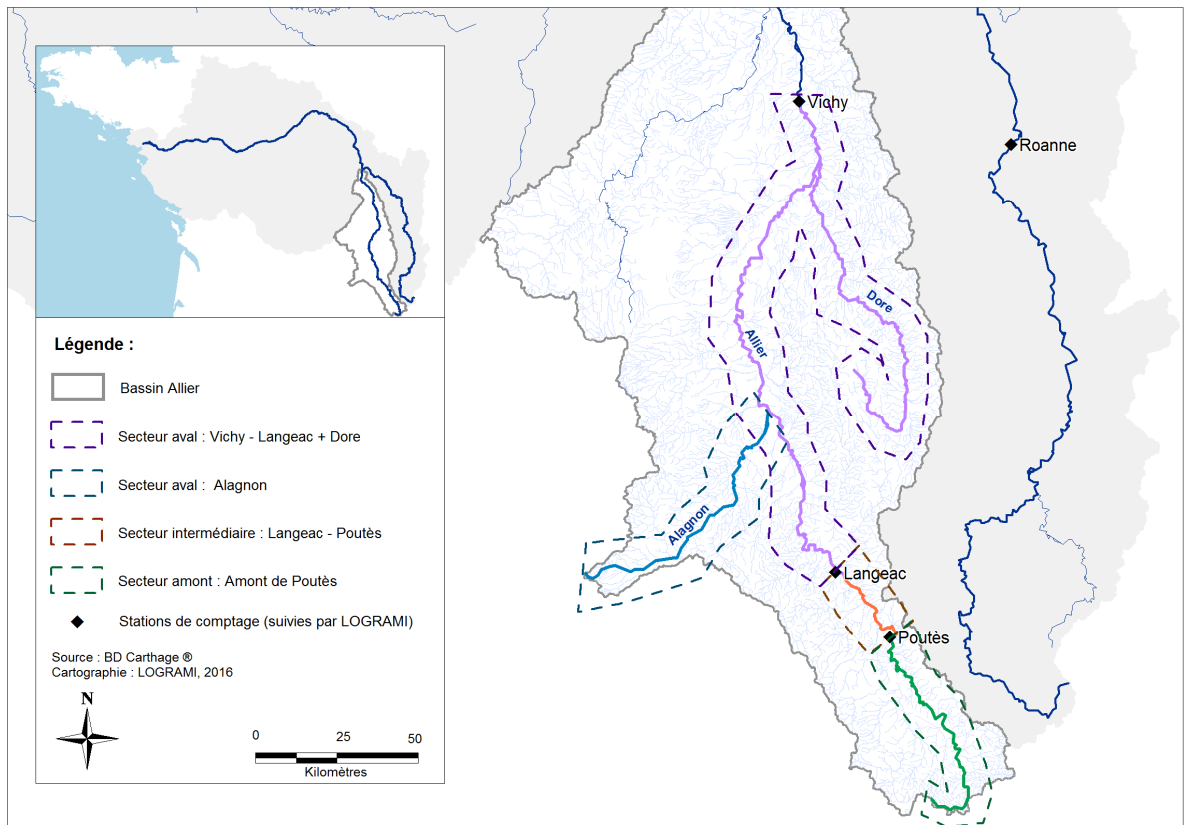 Légende :
Bassin Allier
Secteur aval : Vichy - Langeac + Dore
Secteur aval : Alagnon
Secteur intermédiaire : Langeac - Poutès
Secteur amont : Amont de Poutès
Stations de comptage (suivies par LOGRAMI)
Source : BD Carthage ®
Cartographie : LOGRAMI, 2016
N
0 25 50
Kilomètres
Vichy
Roanne
Dore
Allier
Alagnon
Langeac
Poutès